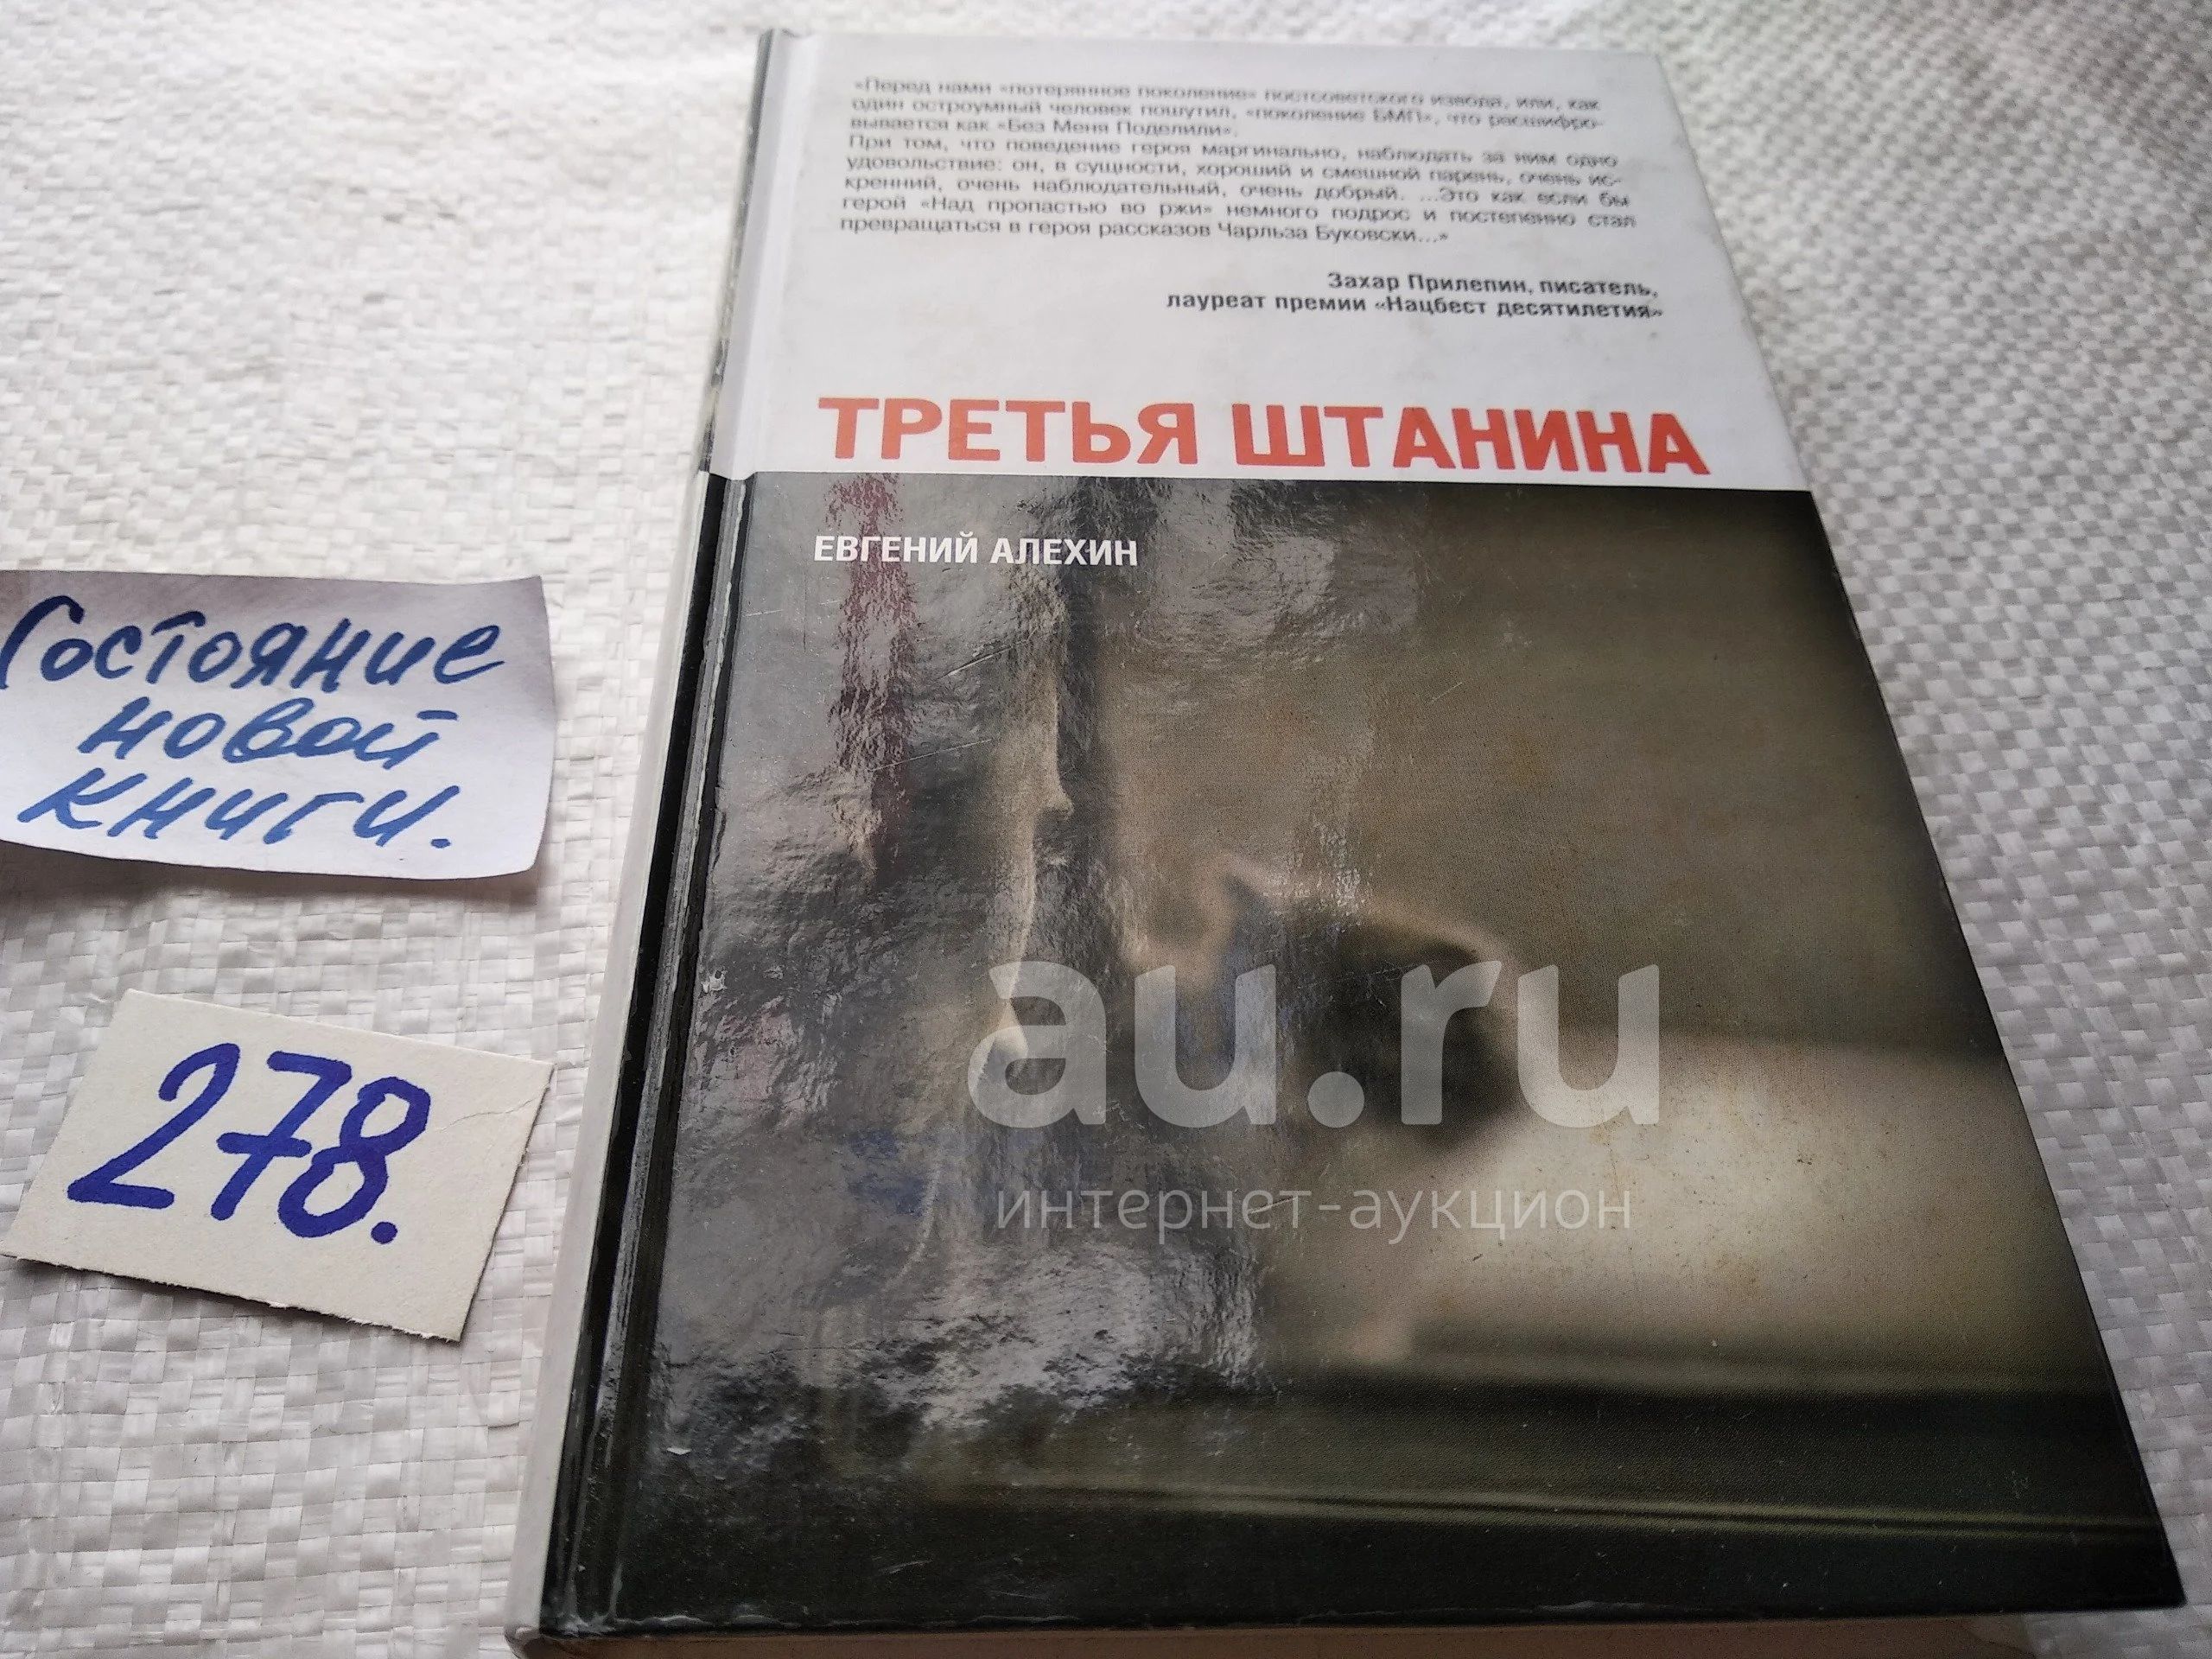 «Перед нами «потерянное поколение» постсоветского извода, или, как
один остроумный человек пошутил, «поколение БМП», что расшифро-
вывается как «Без Меня Поделили».
При том, что поведение героя маргинально, наблюдать за ним одно
удовольствие: он, в сущности, хороший и смешной парень, очень ис-
кренний, очень наблюдательный, очень добрый. ...Это как если бы
герой «Над пропастью во ржи» немного подрос и постепенно стал
превращаться в героя рассказов Чарльза Буковски...»
Захар Прилепин, писатель,
лауреат премии «Нацбест десятилетия»
ТРЕТЬЯ ШТАНИНА
ЕВГЕНИЙ АЛЕХИН
Состояние
новой
книги.
278.
au.ru
интернет-аукцион